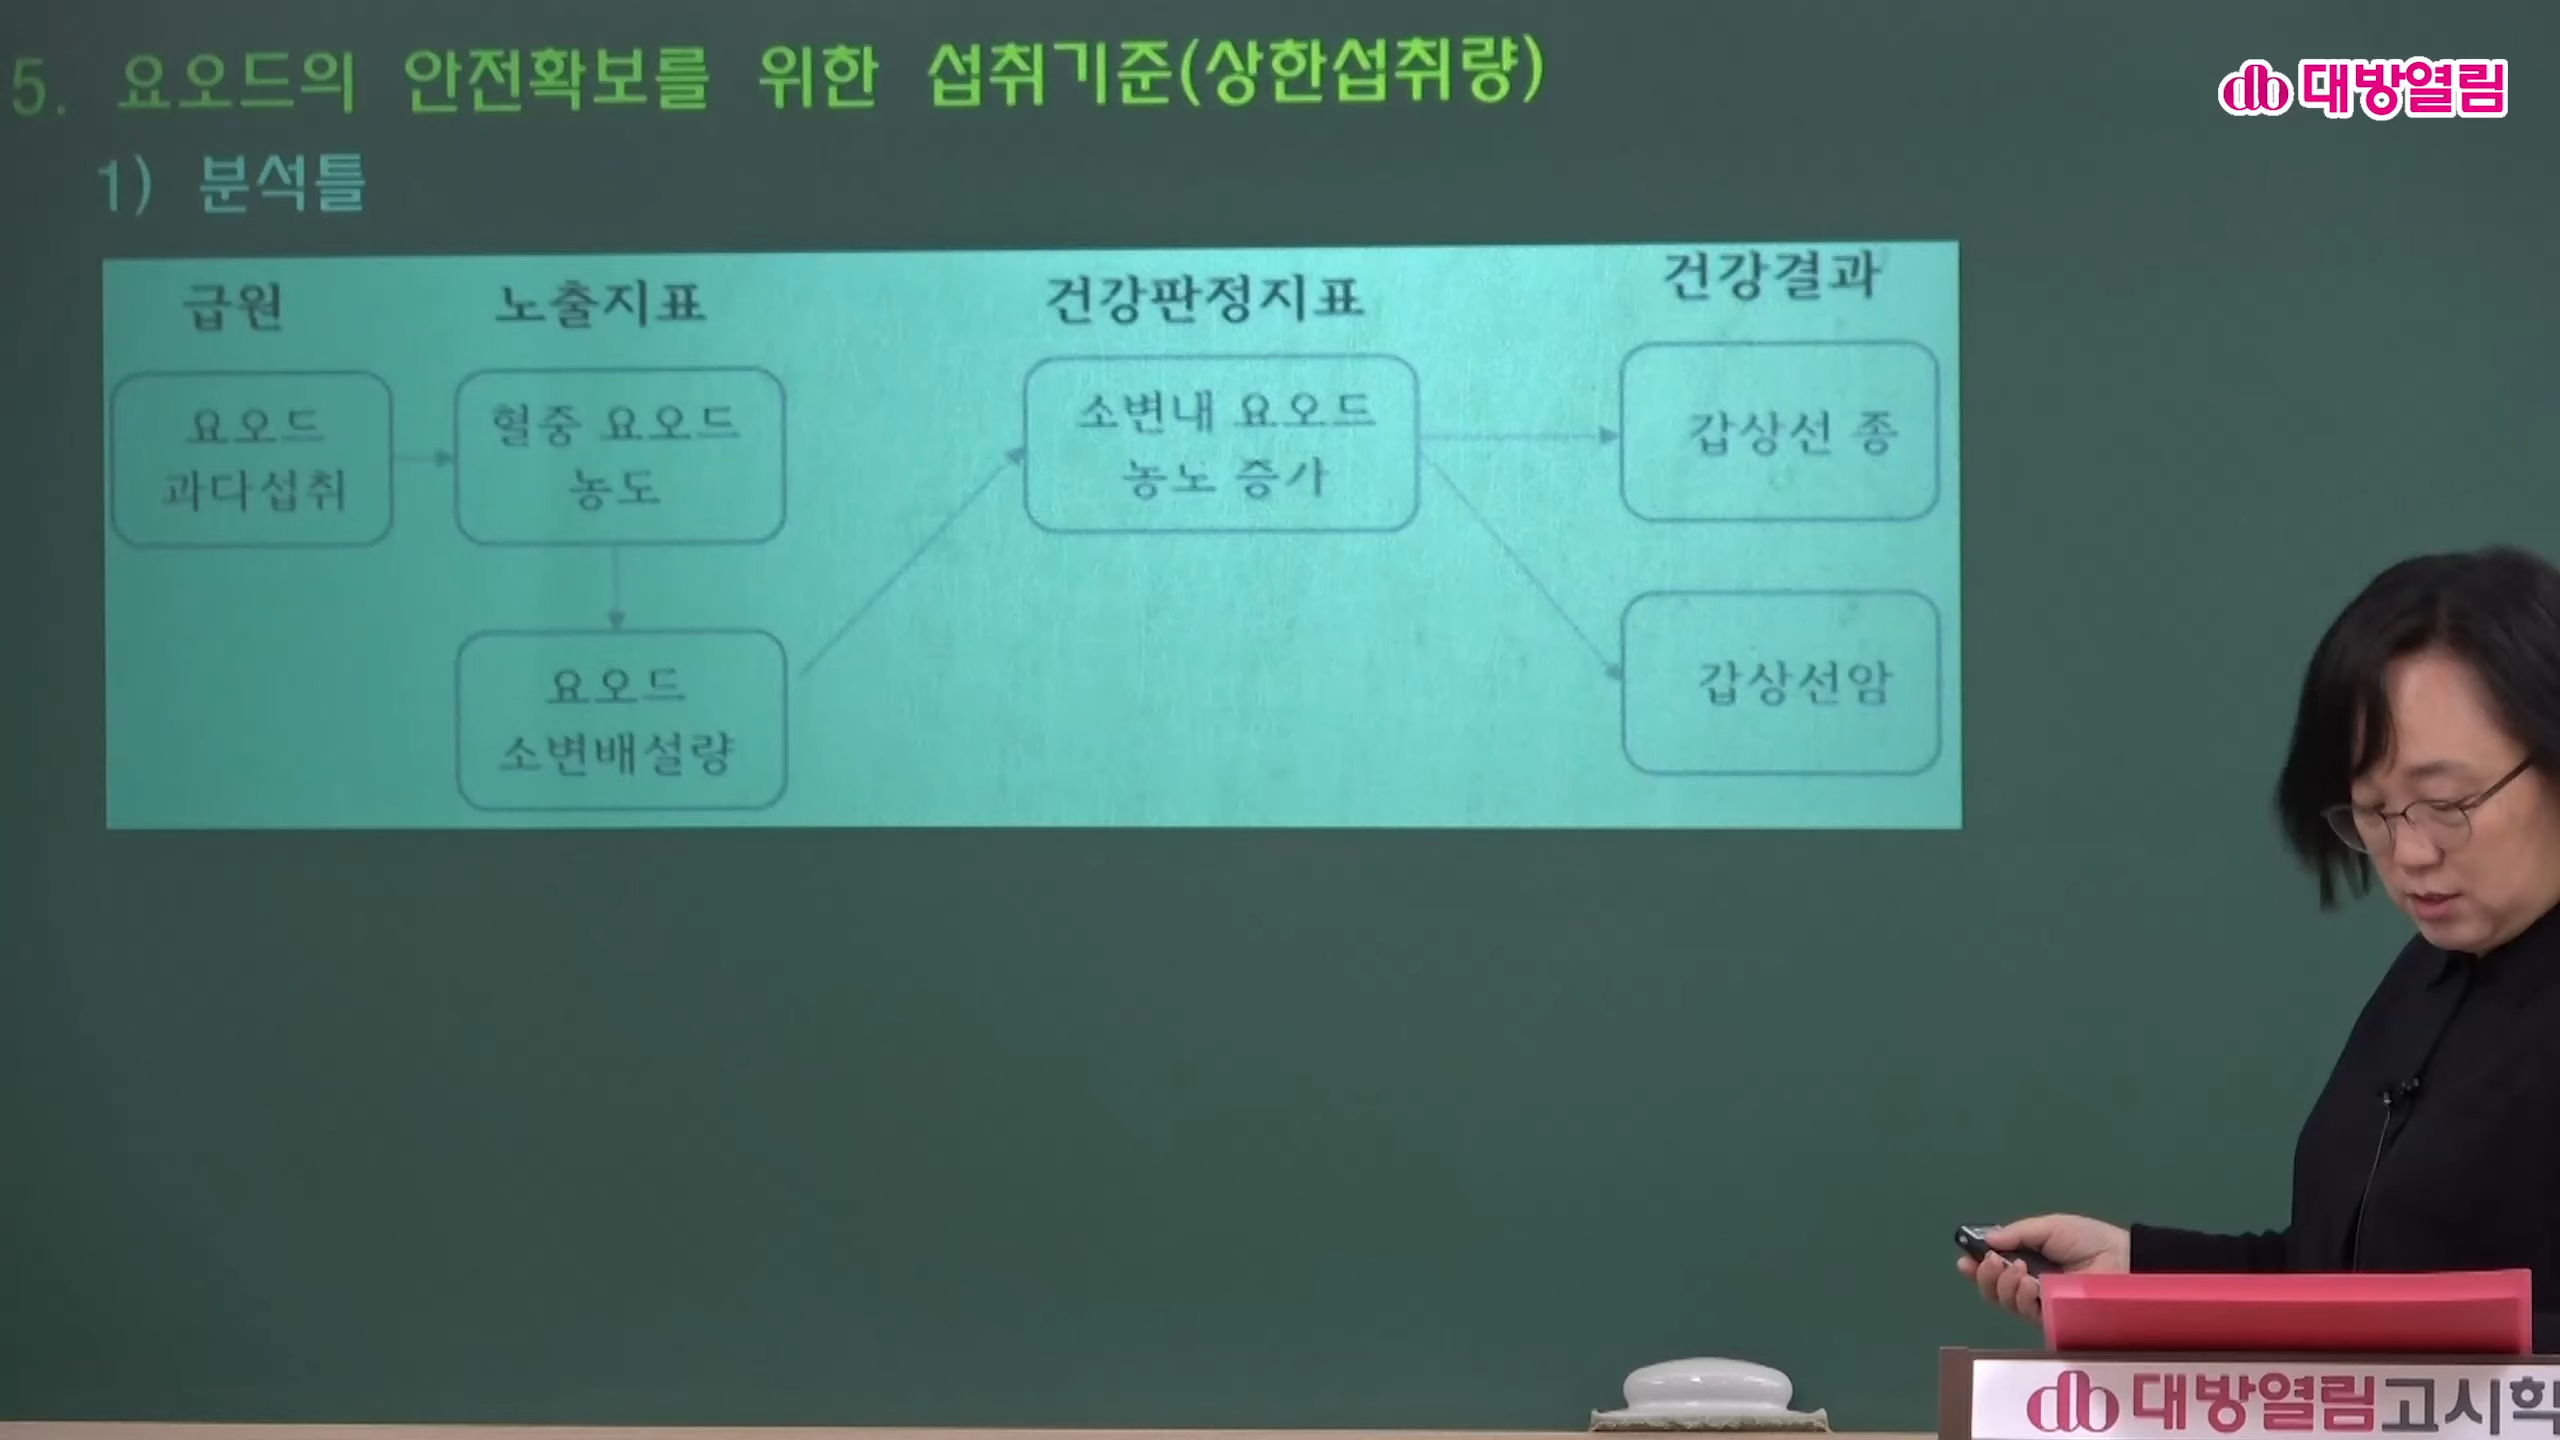 5. 요오드의 안전확보를 위한 섭취기준(상한섭취량)
대방열림
1) 분석틀
급원
노출지표
건강판정지표
건강결과
요오드
과다섭취
혈중 요오드
농도
소변내 요오드
농노 증가
갑상선 종
요오드
소변배설량
갑상선암
대방열림고시학